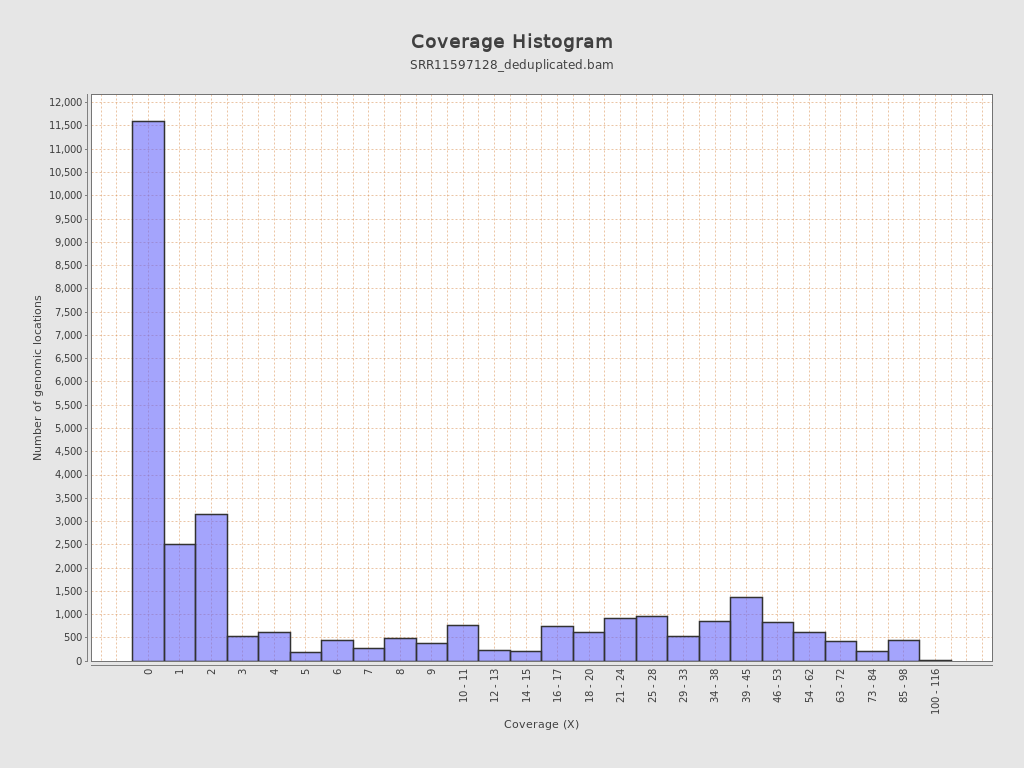 Coverage Histogram
SRR11597128_deduplicated.bam
12,000
11,500
11,000
10,500
10,000
9,500
9,000
8,500
8,000
7,500
7,000
6,500
6,000
5,500
5,000
4,500
4,000
3,500
3,000
2,500
2,000
1,500
1,000
500
0
Number of genomic locations
0
1
2
3
4
5
6
7
8
9
10 - 11
12 - 13
14 - 15
16 - 17
18 - 20
21 - 24
25 - 28
29 - 33
34 - 38
39 - 45
46 - 53
54 - 62
63 - 72
73 - 84
85 - 98
100 - 116
Coverage (X)